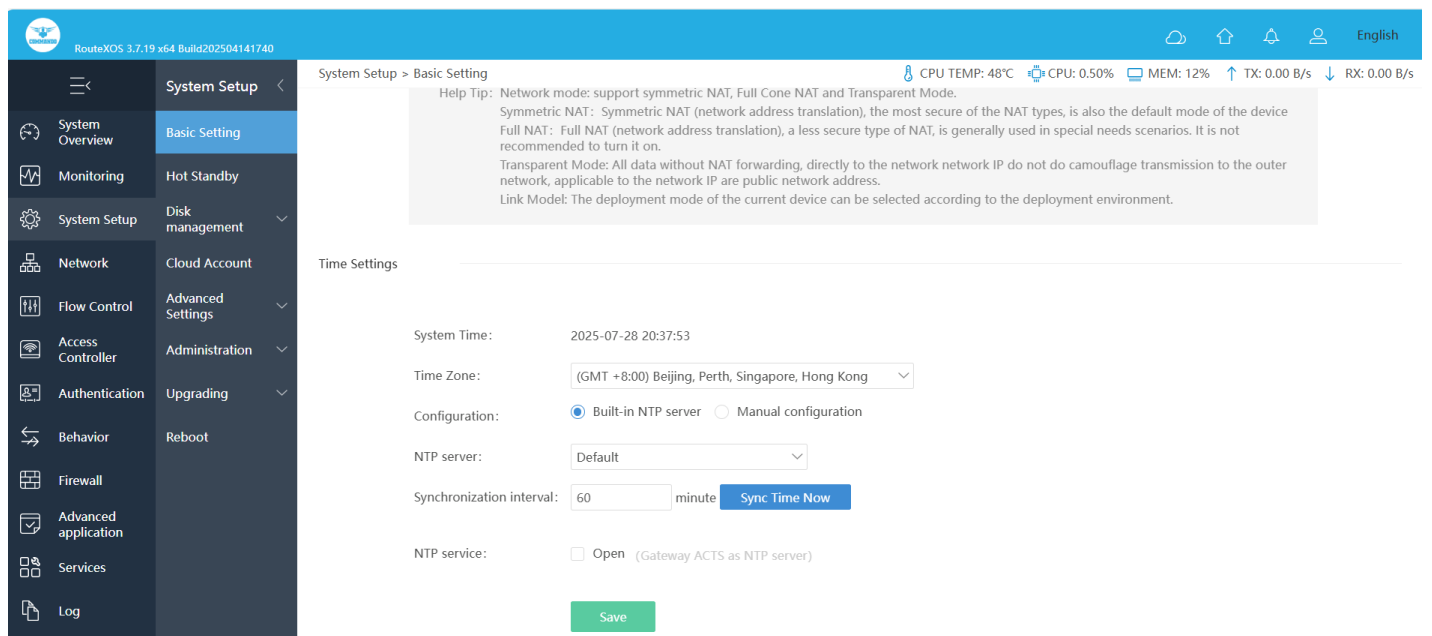 COMMANDO
RouteXOS 3.7.19 x64 Build202504141740
English
System Setup
System Setup > Basic Setting
CPU TEMP: 48℃
CPU: 0.50%
MEM: 12%
TX: 0.00 B/s
RX: 0.00 B/s
System
Overview
Monitoring
System Setup
Network
Flow Control
Access
Controller
Authentication
Behavior
Firewall
Advanced
application
Services
Log
Basic Setting
Hot Standby
Disk
management
Cloud Account
Advanced
Settings
Administration
Upgrading
Reboot
Help Tip: Network mode: support symmetric NAT, Full Cone NAT and Transparent Mode.
Symmetric NAT: Symmetric NAT (network address translation), the most secure of the NAT types, is also the default mode of the device
Full NAT: Full NAT (network address translation), a less secure type of NAT, is generally used in special needs scenarios. It is not
recommended to turn it on.
Transparent Mode: All data without NAT forwarding, directly to the network network IP do not do camouflage transmission to the outer
network, applicable to the network IP are public network address.
Link Model: The deployment mode of the current device can be selected according to the deployment environment.
Time Settings
System Time: 2025-07-28 20:37:53
Time Zone: (GMT +8:00) Beijing, Perth, Singapore, Hong Kong
Configuration: Built-in NTP server Manual configuration
NTP server: Default
Synchronization interval: 60 minute Sync Time Now
NTP service: Open (Gateway ACTS as NTP server)
Save